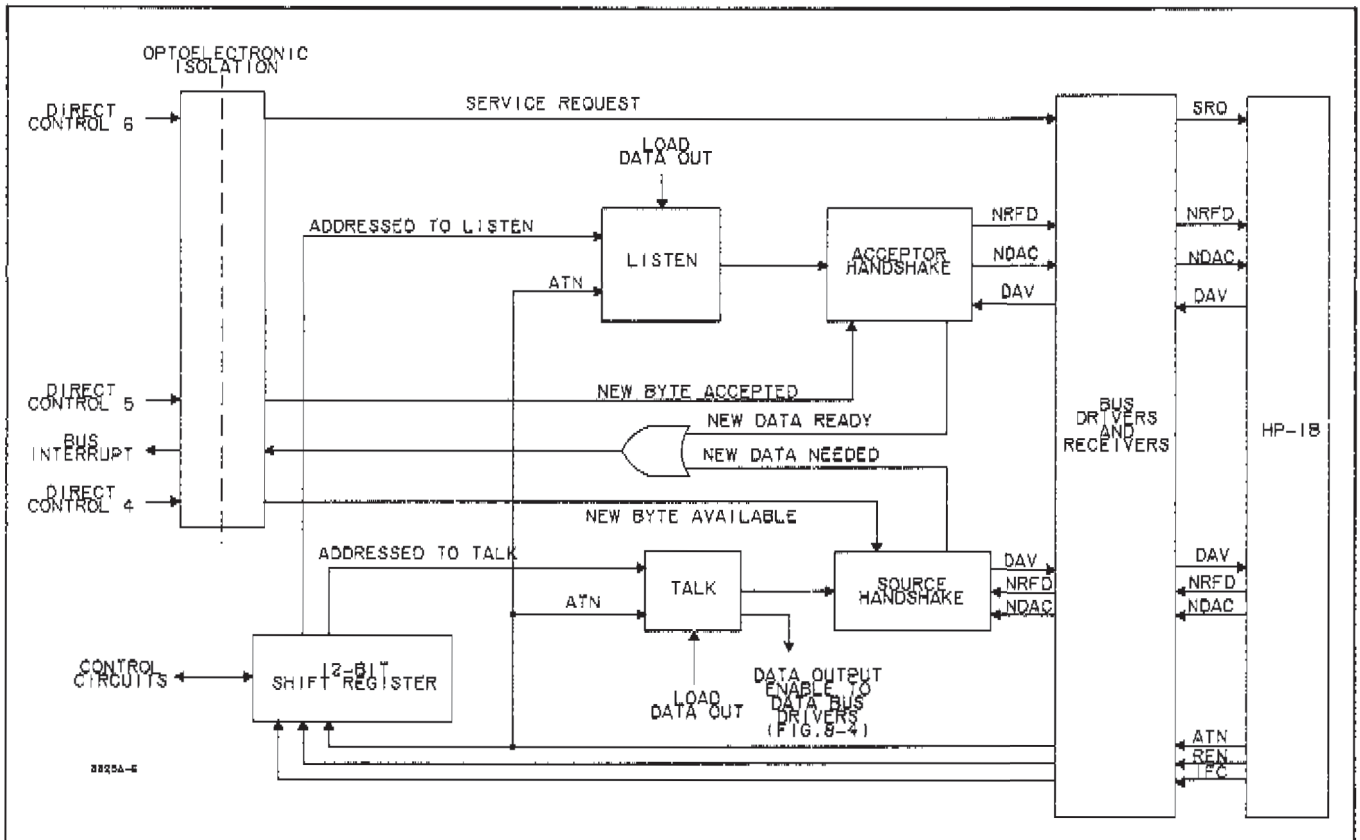 OPTOELECTRONIC
ISOLATION
DIRECT
CONTROL 6
SERVICE REQUEST
SRQ
LOAD
DATA OUT
ADDRESSED TO LISTEN
LISTEN
ATN
ACCEPTOR
HANDSHAKE
NRFD
NDAC
DAV
NRFD
NDAC
DAV
DIRECT
CONTROL 5
NEW BYTE ACCEPTED
BUS
INTERRUPT
NEW DATA READY
NEW DATA NEEDED
BUS
DRIVERS
AND
RECEIVERS
HP-IB
DIRECT
CONTROL 4
NEW BYTE AVAILABLE
ADDRESSED TO TALK
TALK
ATN
SOURCE
HANDSHAKE
DAV
NRFD
NDAC
DAV
NRFD
NDAC
CONTROL
CIRCUITS
12-BIT
SHIFT REGISTER
LOAD
DATA OUT
DATA OUTPUT
ENABLE TO
DATA BUS
DRIVERS
(FIG.8-4)
ATN
REN
IFC